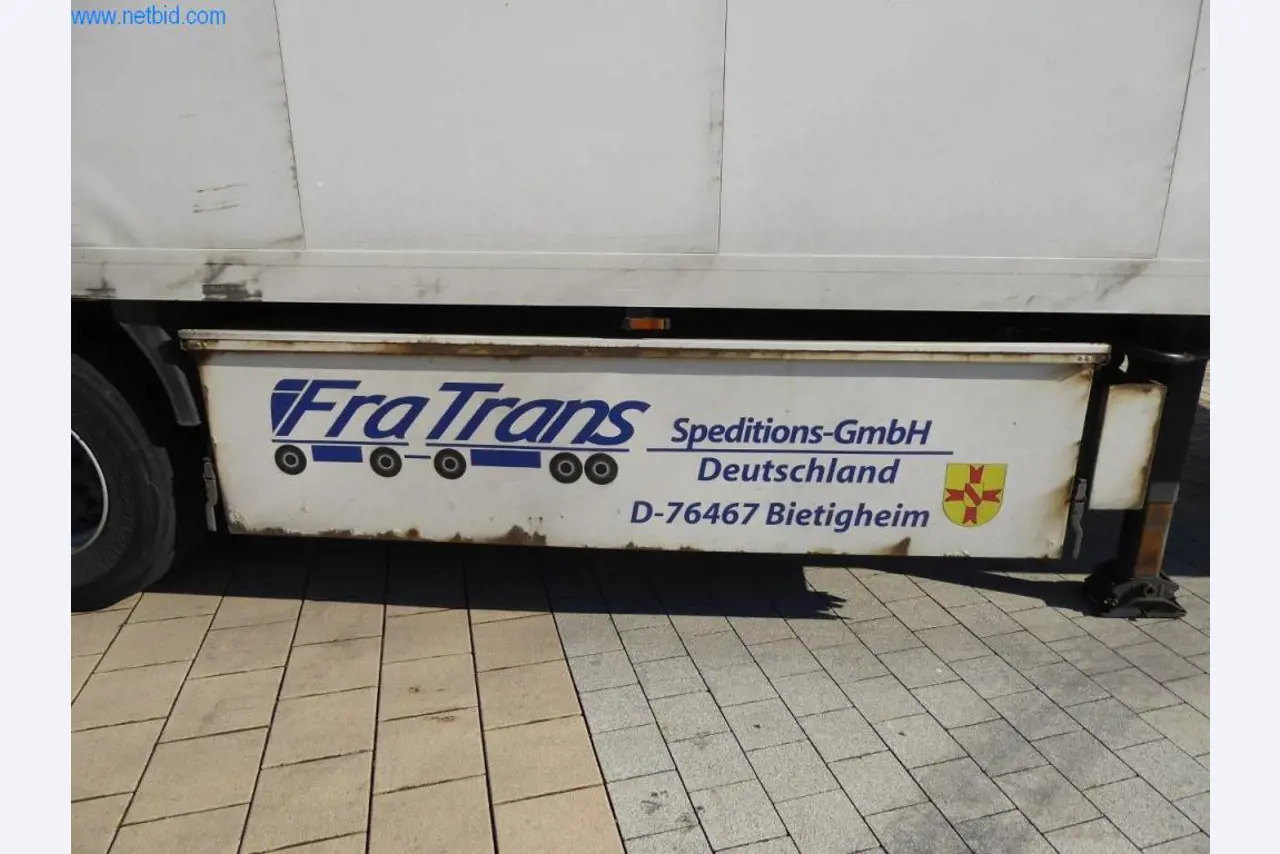 www.netbid.com
FraTrans
Speditions-GmbH
Deutschland
D-76467 Bietigheim